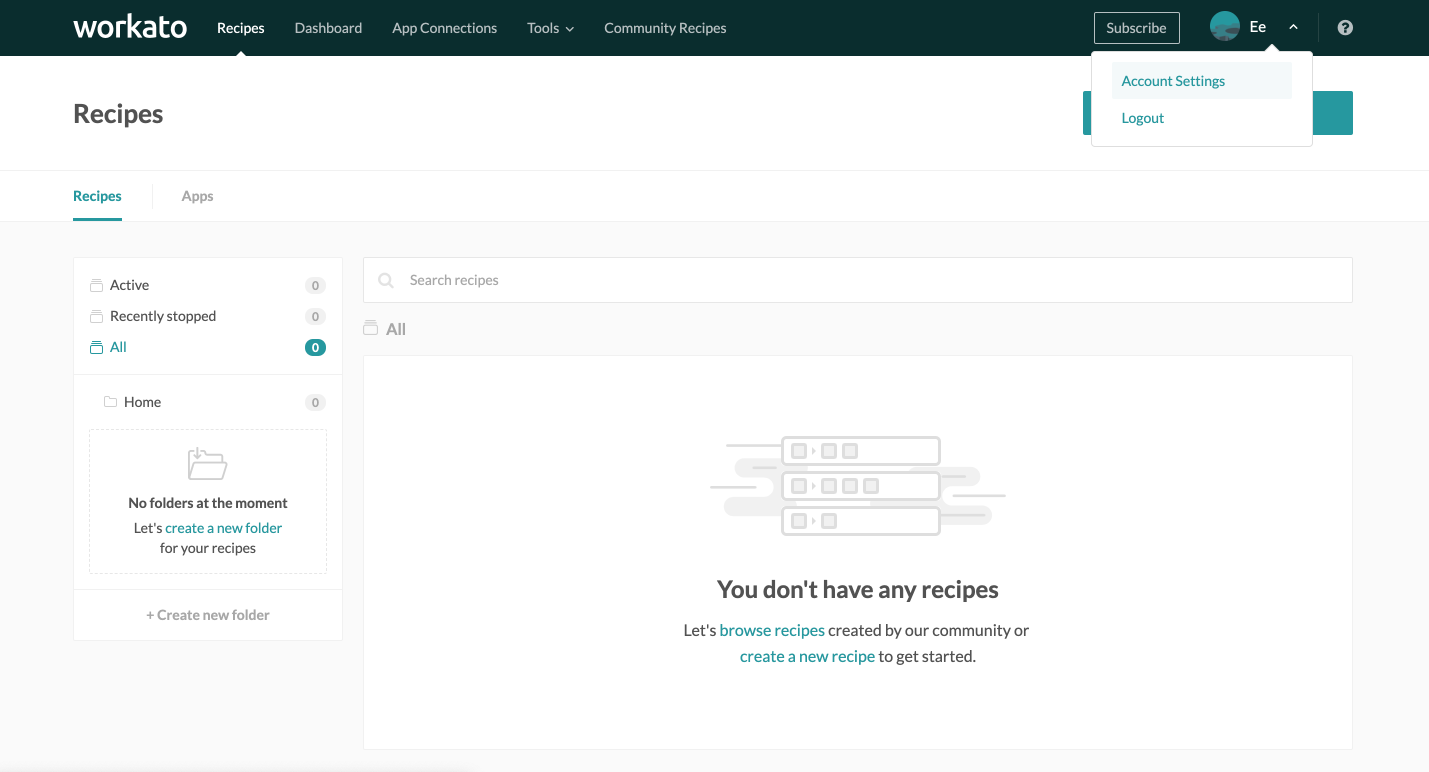 workato
Recipes
Dashboard
App Connections
Tools
Community Recipes
Subscribe
Ee
Account Settings
Logout
Recipes
Recipes
Apps
Active 0
Recently stopped 0
All 0
Home 0
No folders at the moment
Let's create a new folder
for your recipes
+ Create new folder
Search recipes
All
You don't have any recipes
Let's browse recipes created by our community or
create a new recipe to get started.